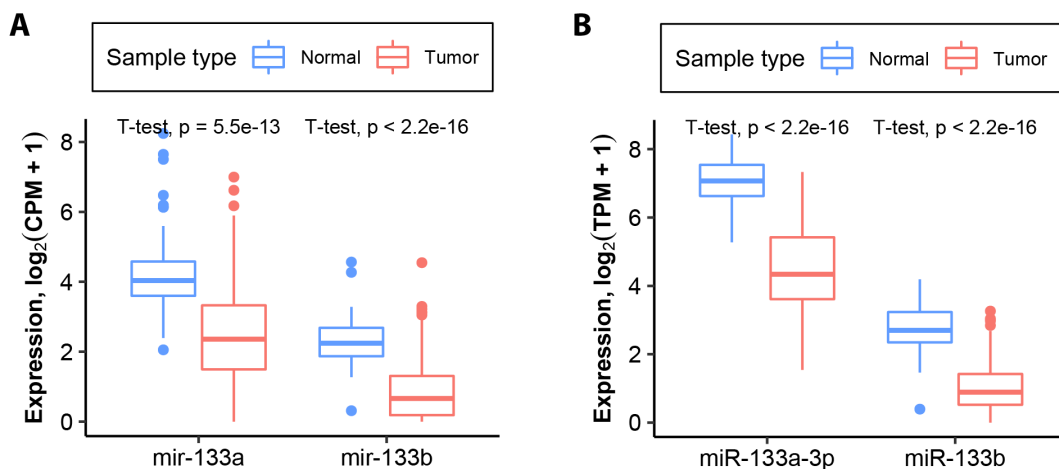 A
Sample type Normal Tumor
T-test, p = 5.5e-13 T-test, p < 2.2e-16
Expression, log₂(CPM + 1)
8
6
4
2
0
mir-133a mir-133b
B
Sample type Normal Tumor
T-test, p < 2.2e-16 T-test, p < 2.2e-16
Expression, log₂(TPM + 1)
8
6
4
2
0
miR-133a-3p miR-133b